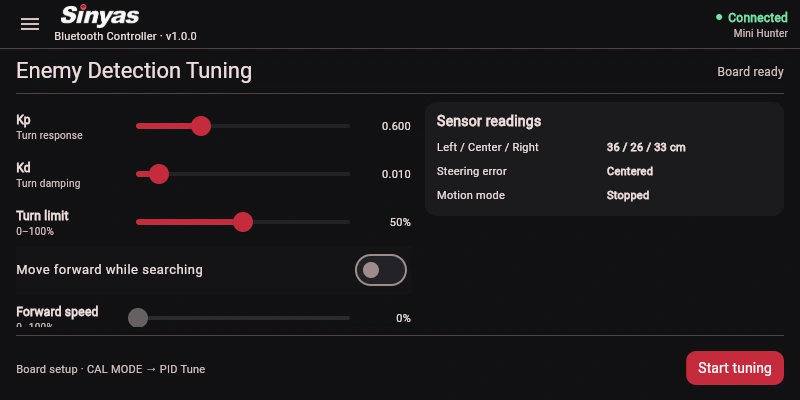 Sinyas
Bluetooth Controller · v1.0.0
Connected
Mini Hunter
Enemy Detection Tuning
Board ready
Kp
Turn response
0.600
Kd
Turn damping
0.010
Turn limit
0–100%
50%
Move forward while searching
Forward speed
0–100%
0%
Sensor readings
Left / Center / Right
36 / 26 / 33 cm
Steering error
Centered
Motion mode
Stopped
Board setup · CAL MODE → PID Tune
Start tuning